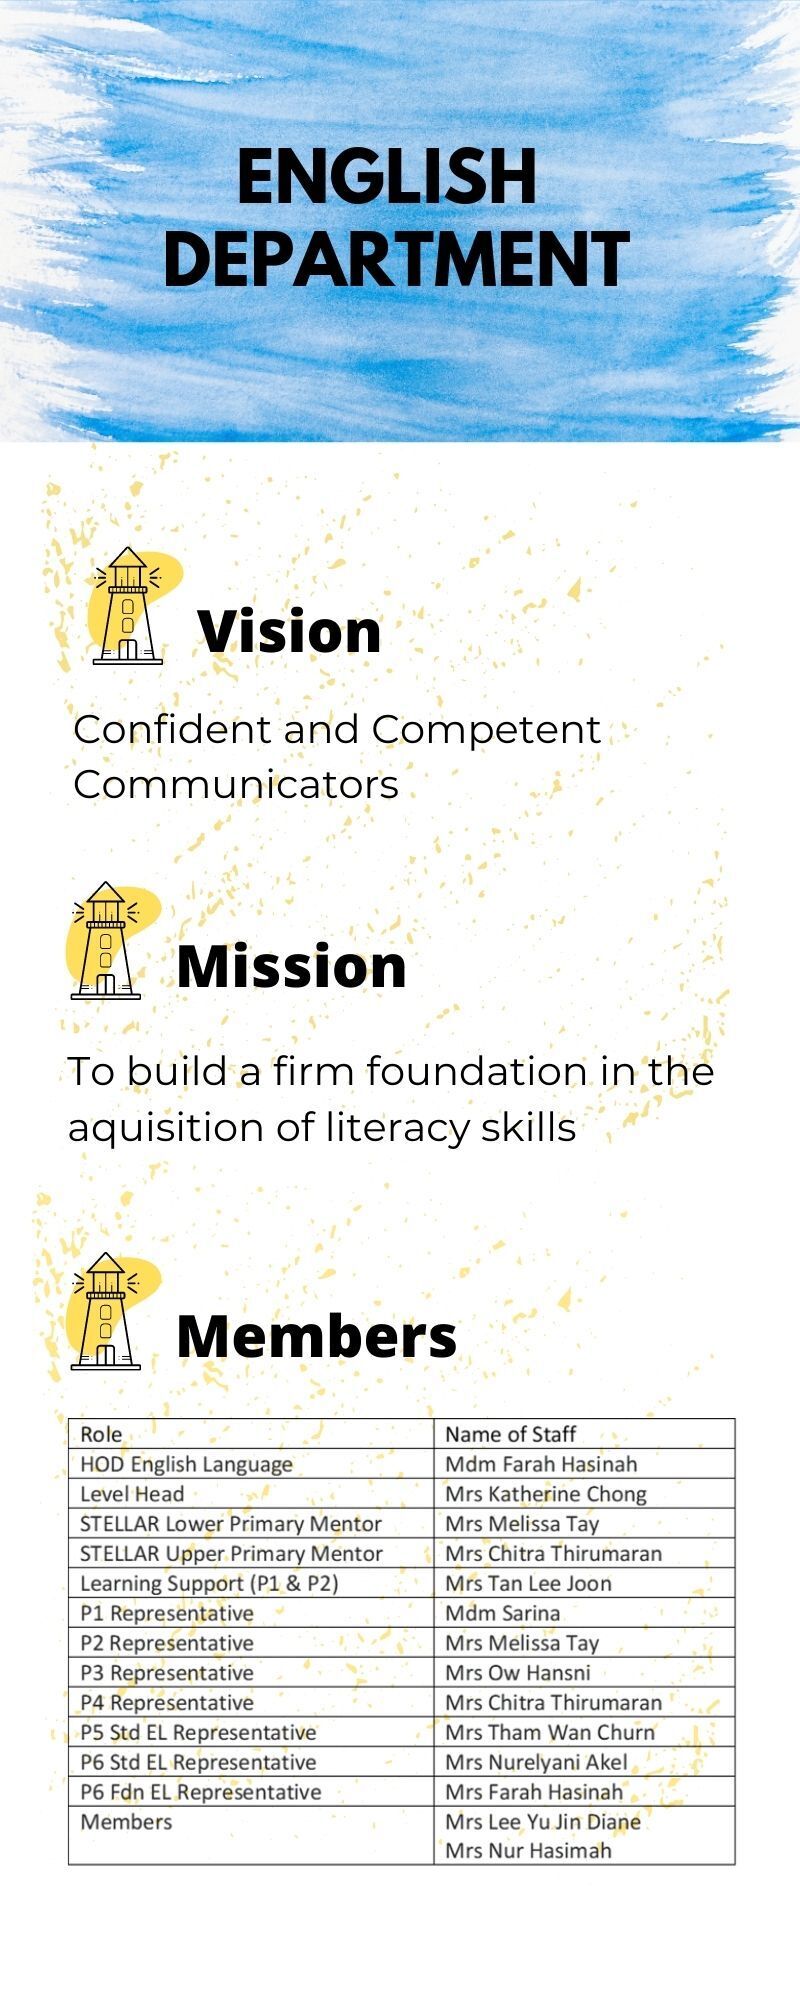 ENGLISH
DEPARTMENT
Vision
Confident and Competent
Communicators
Mission
To build a firm foundation in the
aquisition of literacy skills
Members
Role Name of Staff
HOD English Language Mdm Farah Hasinah
Level Head Mrs Katherine Chong
STELLAR Lower Primary Mentor Mrs Melissa Tay
STELLAR Upper Primary Mentor Mrs Chitra Thirumaran
Learning Support (P1 & P2) Mrs Tan Lee Joon
P1 Representative Mdm Sarina
P2 Representative Mrs Melissa Tay
P3 Representative Mrs Ow Hansni
P4 Representative Mrs Chitra Thirumaran
P5 Std EL Representative Mrs Tham Wan Churn
P6 Std EL Representative Mrs Nurelyani Akel
P6 Fdn EL Representative Mrs Farah Hasinah
Members Mrs Lee Yu Jin Diane
Mrs Nur Hasimah